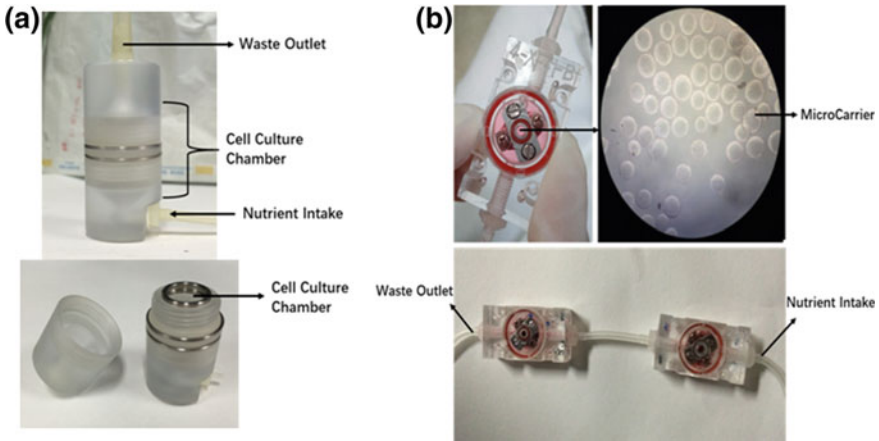 (a)
Waste Outlet
Cell Culture
Chamber
Nutrient Intake
Cell Culture
Chamber
(b)
MicroCarrier
Waste Outlet
Nutrient Intake